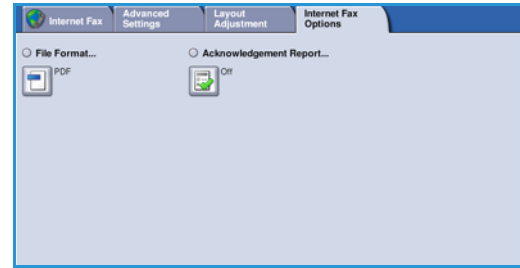 Internet Fax
Advanced
Settings
Layout
Adjustment
Internet Fax
Options
File Format...
Acknowledgement Report...
PDF
Off